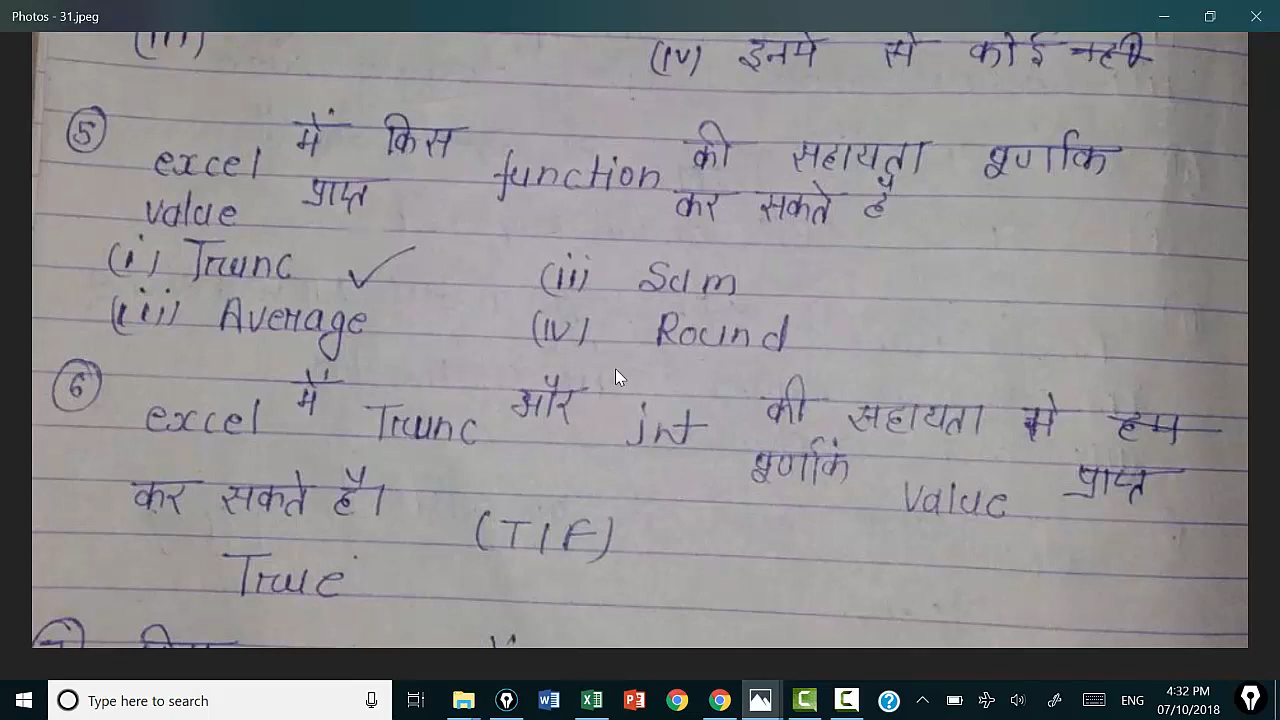 Photos - 31.jpeg
(iii) (iv) इनमे से कोई नही
(5) excel में किस function की सहायता पूर्णांक
value प्राप्त कर सकते है
(i) Trunc ✓ (ii) Sum
(iii) Average (iv) Round
(6) excel में Trunc और int की सहायता से हम
पूर्णांकं value प्राप्त
कर सकते है।
(T/F)
True
Type here to search
ENG
4:32 PM
07/10/2018